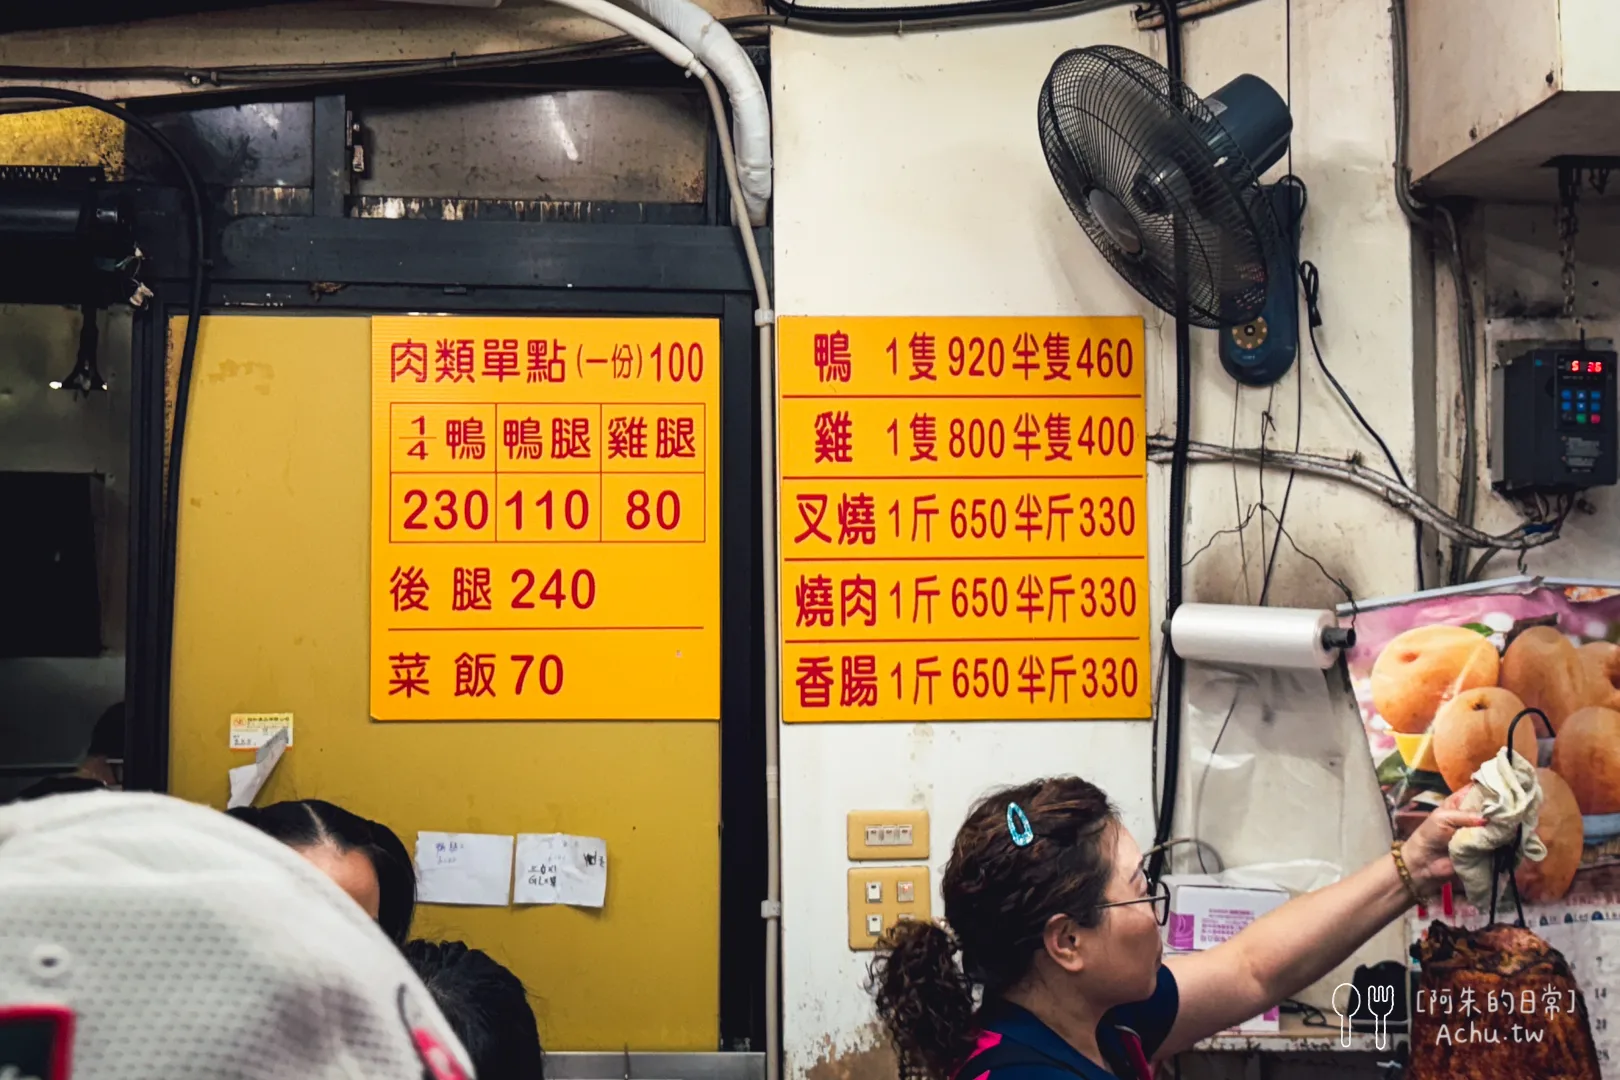 肉類單點(一份)100
1/4鴨 鴨腿 雞腿
230 110 80
後腿 240
菜飯 70
鴨 1隻920半隻460
雞 1隻800半隻400
叉燒1斤650半斤330
燒肉1斤650半斤330
香腸1斤650半斤330
[阿朱的日常]
Achu.tw